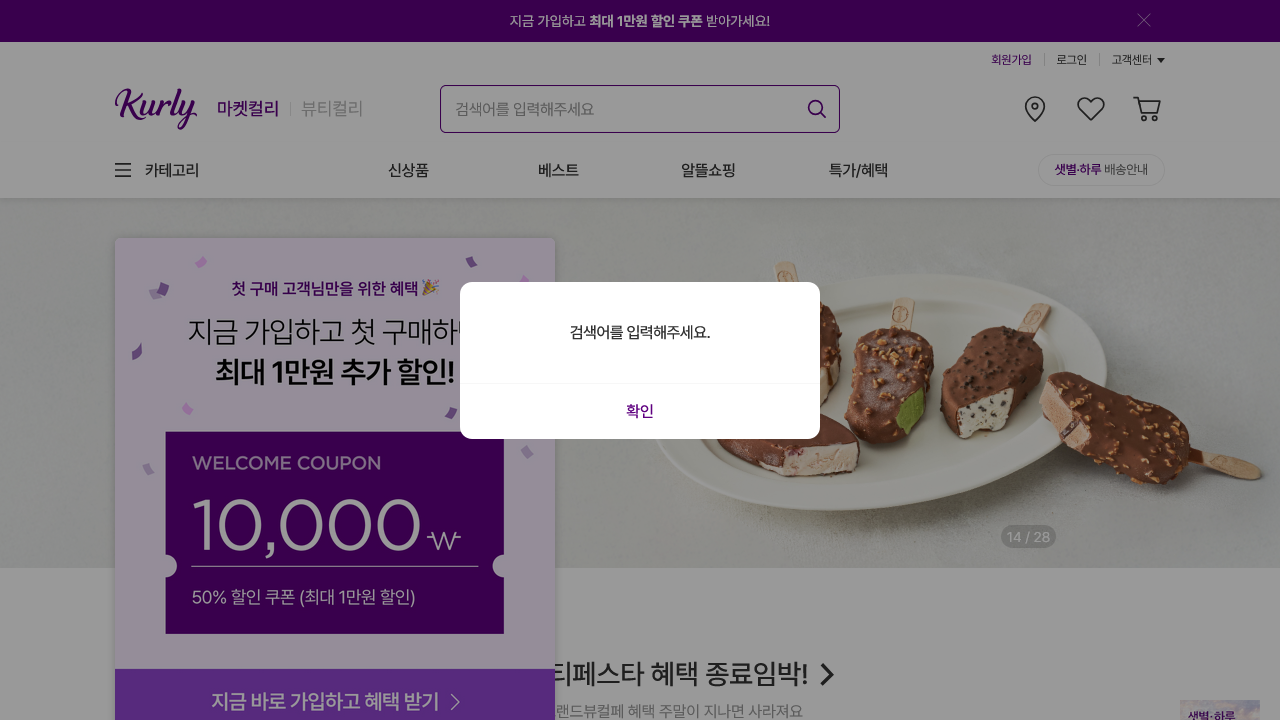 지금 가입하고 최대 1만원 할인 쿠폰 받아가세요!
회원가입
로그인
고객센터
Kurly
마켓컬리
뷰티컬리
검색어를 입력해주세요
카테고리
신상품
베스트
알뜰쇼핑
특가/혜택
샛별·하루 배송안내
첫 구매 고객님만을 위한 혜택
지금 가입하고 첫 구매하
최대 1만원 추가 할인!
검색어를 입력해주세요.
확인
WELCOME COUPON
10,000₩
50% 할인 쿠폰 (최대 1만원 할인)
14 / 28
지금 바로 가입하고 혜택 받기
티페스타 혜택 종료임박!
랜드뷰컬페 혜택 주말이 지나면 사라져요
샛별·하루